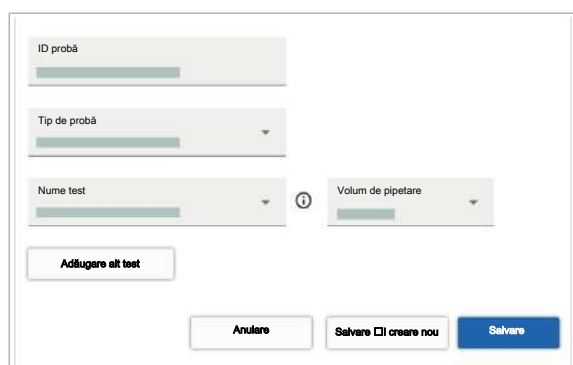 ID probă
Tip de probă
Nume test
Volum de pipetare
Adăugare alt test
Anulare
Salvare □i creare nou
Salvare